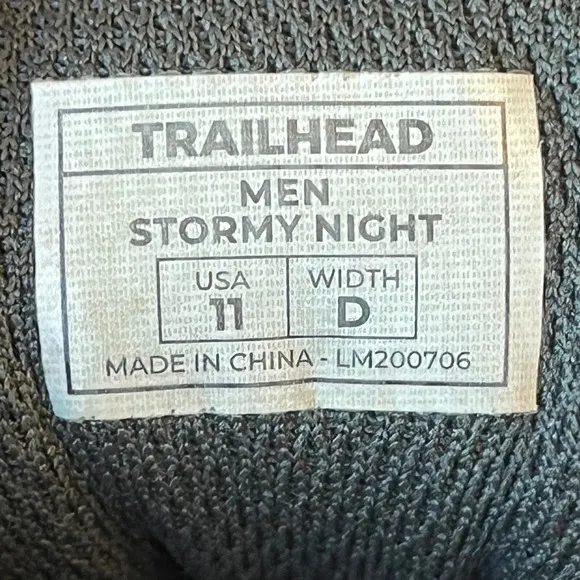 TRAILHEAD
MEN
STORMY NIGHT
USA WIDTH
11 D
MADE IN CHINA - LM200706